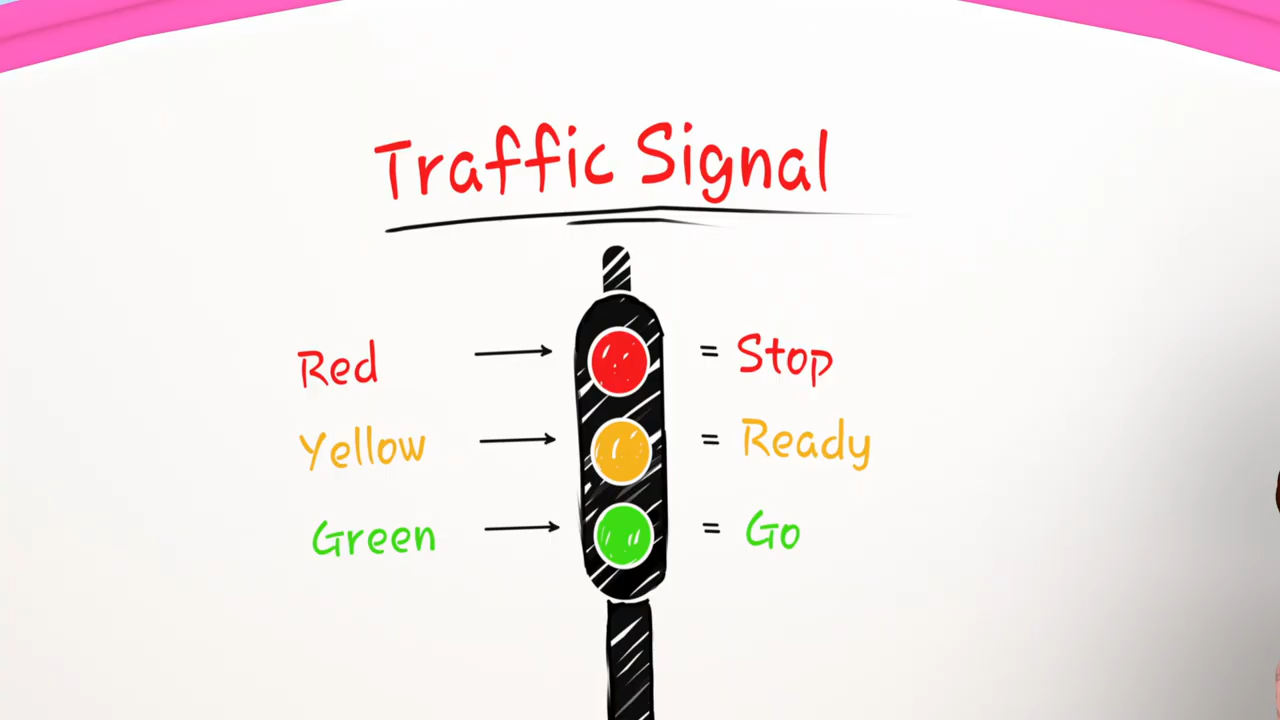 Traffic Signal
Red = Stop
Yellow = Ready
Green = Go